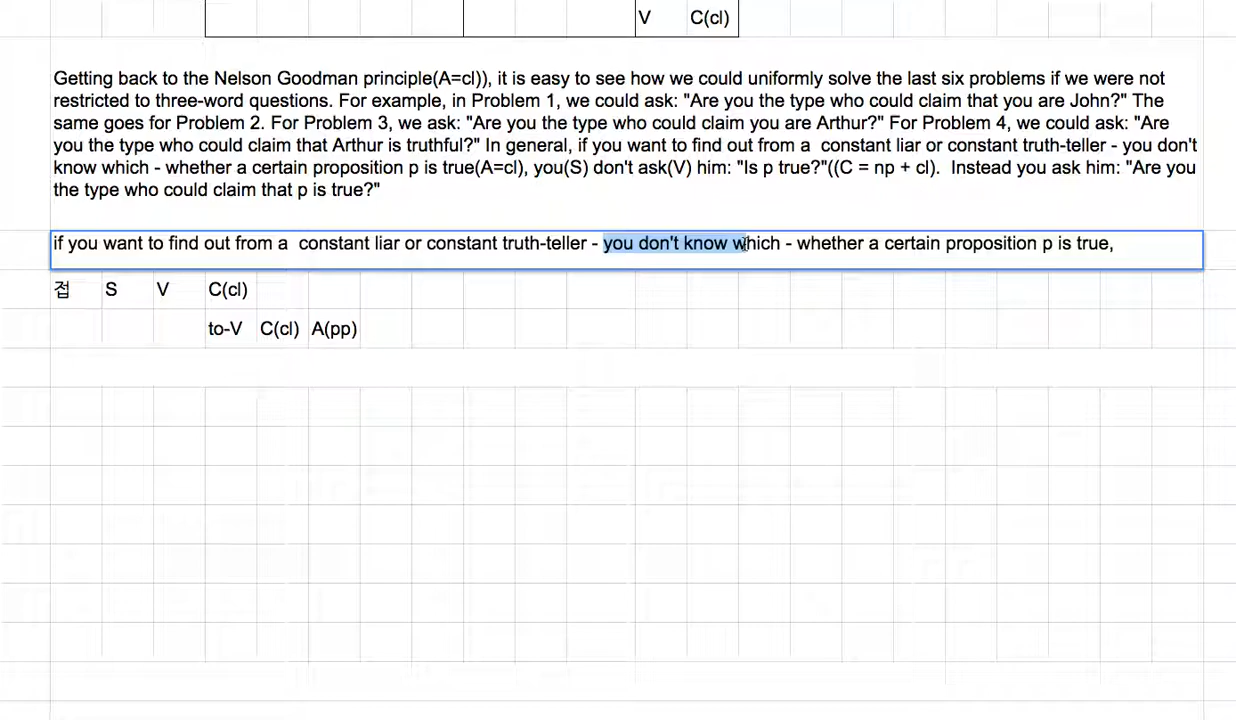 V C(cl)
Getting back to the Nelson Goodman principle(A=cl)), it is easy to see how we could uniformly solve the last six problems if we were not
restricted to three-word questions. For example, in Problem 1, we could ask: "Are you the type who could claim that you are John?" The
same goes for Problem 2. For Problem 3, we ask: "Are you the type who could claim you are Arthur?" For Problem 4, we could ask: "Are
you the type who could claim that Arthur is truthful?" In general, if you want to find out from a  constant liar or constant truth-teller - you don't
know which - whether a certain proposition p is true(A=cl), you(S) don't ask(V) him: "Is p true?"((C = np + cl).  Instead you ask him: "Are you
the type who could claim that p is true?"
if you want to find out from a  constant liar or constant truth-teller - you don't know which - whether a certain proposition p is true,
접 S V C(cl)
to-V C(cl) A(pp)